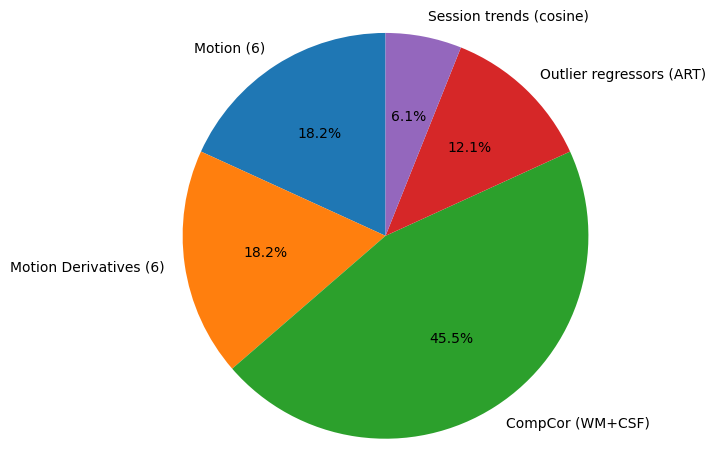 Session trends (cosine)
Motion (6)
Outlier regressors (ART)
6.1%
18.2%
12.1%
18.2%
Motion Derivatives (6)
45.5%
CompCor (WM+CSF)